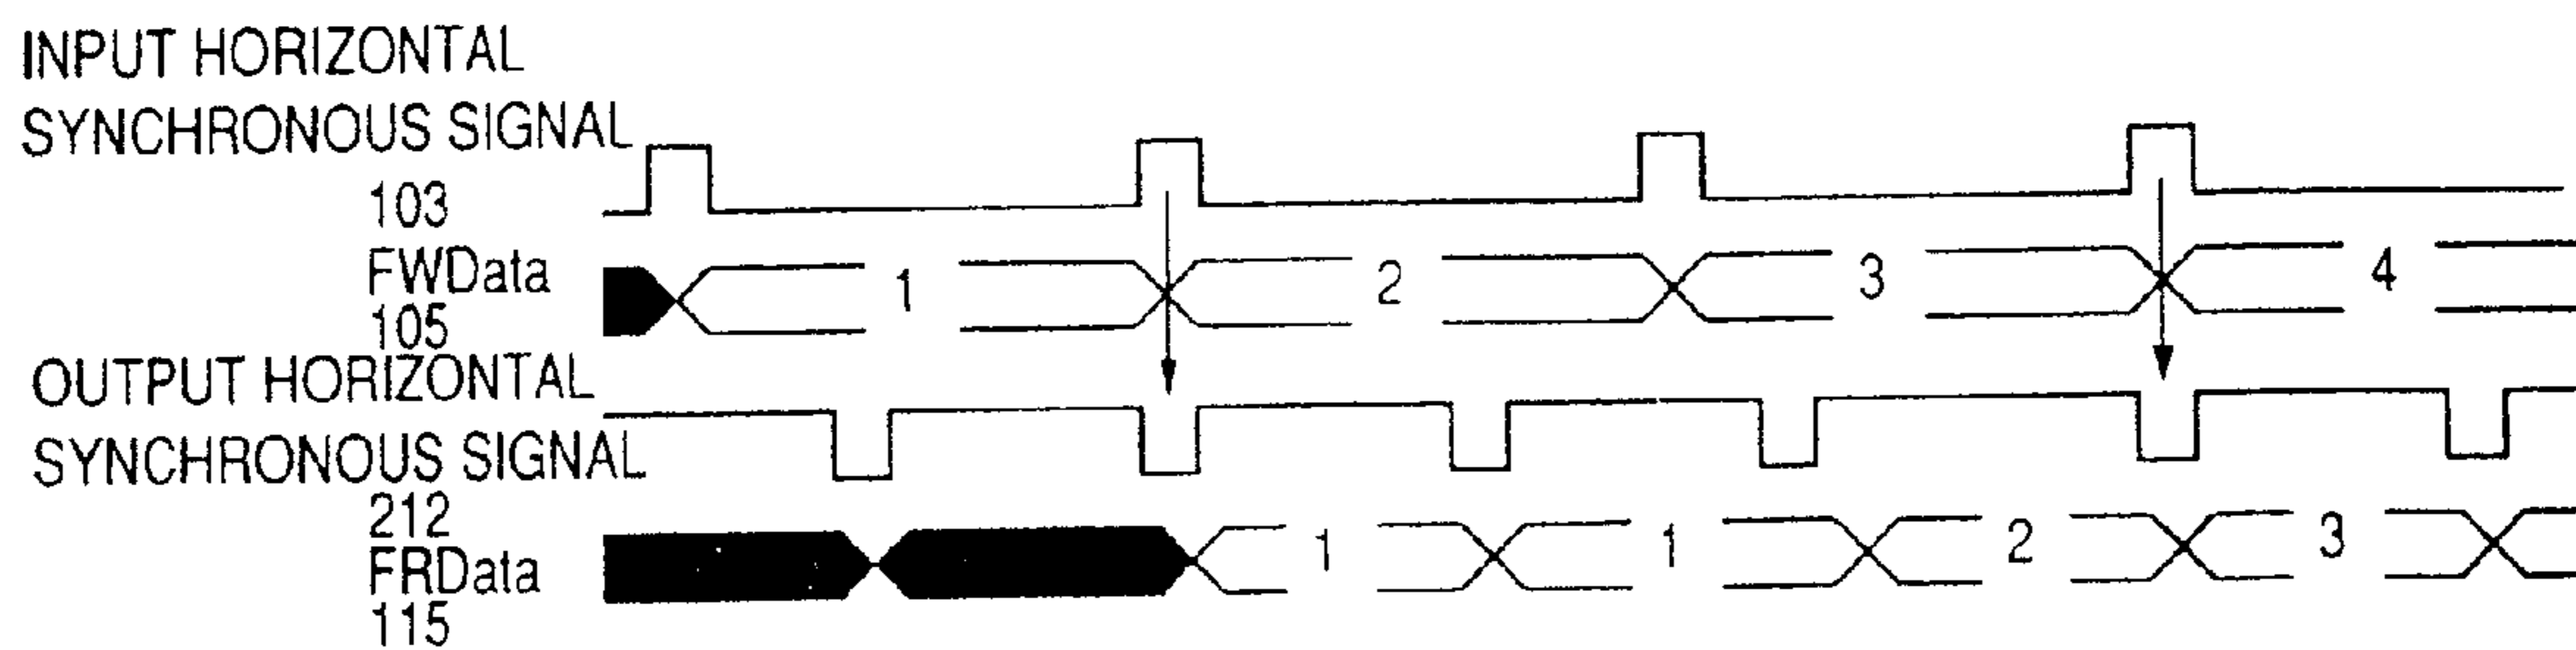 INPUT HORIZONTAL
SYNCHRONOUS SIGNAL
103
FWData
105
1 2 3 4
OUTPUT HORIZONTAL
SYNCHRONOUS SIGNAL
212
FRData
115
1 1 2 3